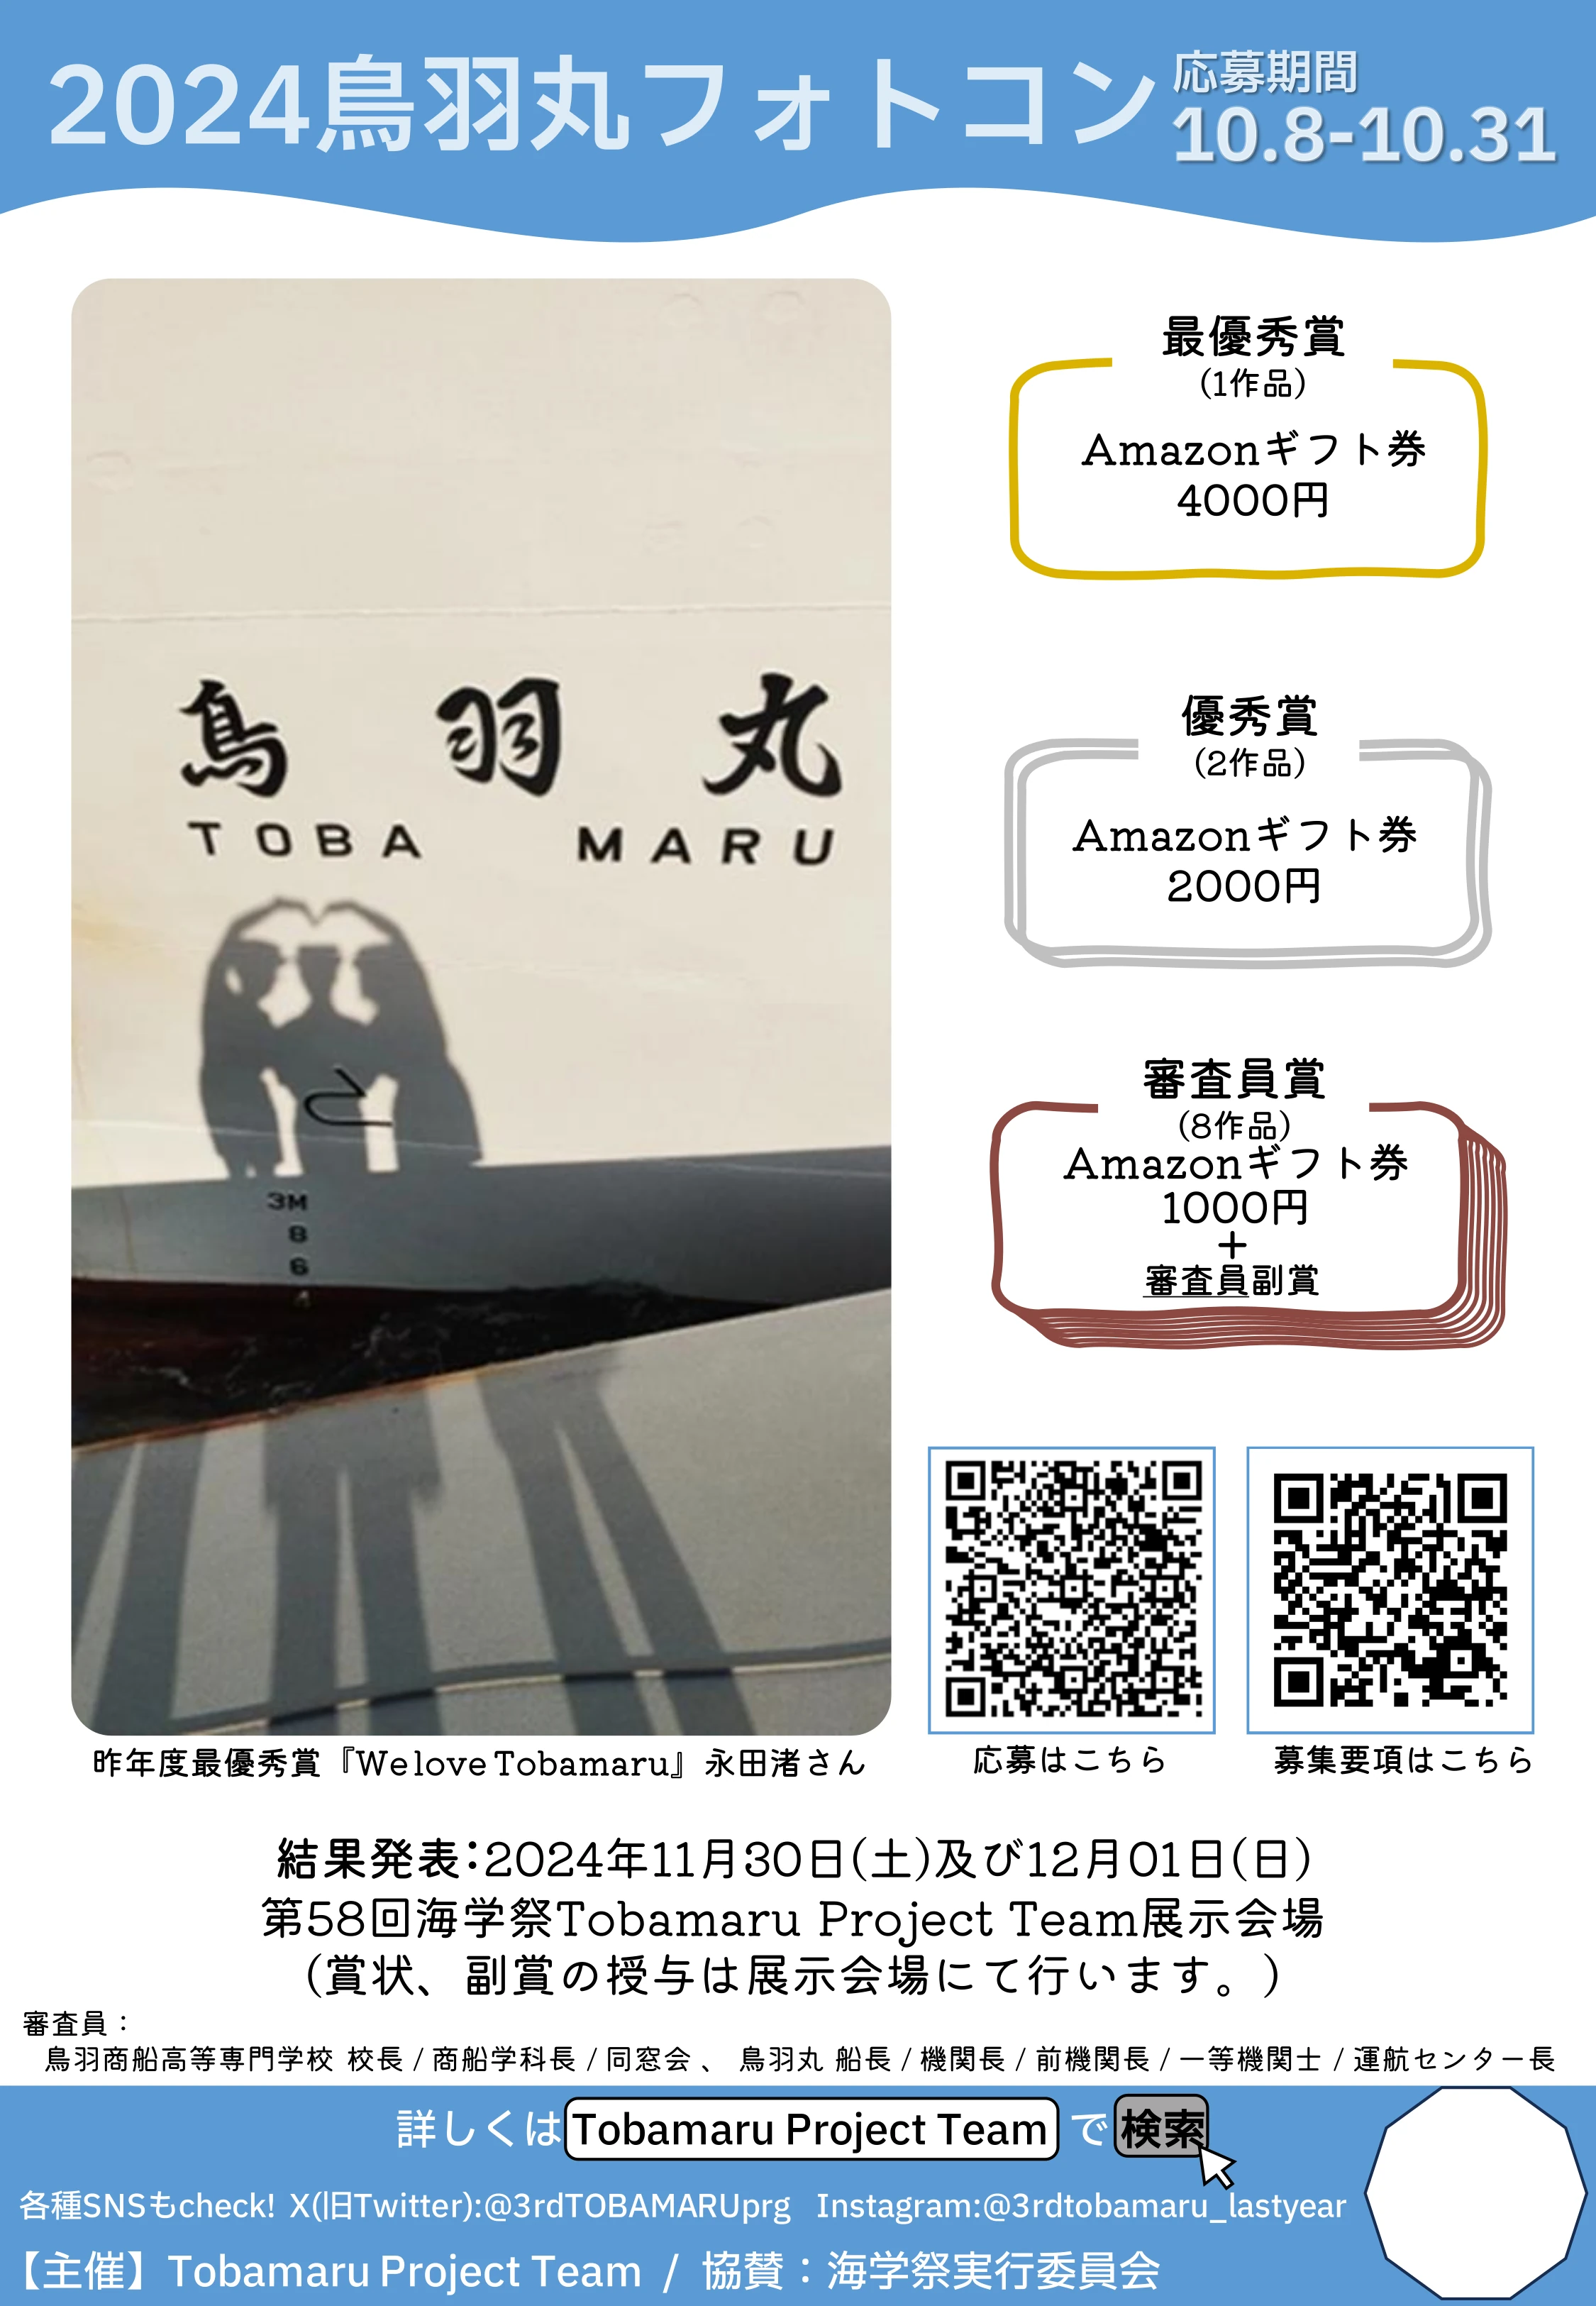 2024鳥羽丸フォトコン
応募期間
10.8-10.31
鳥羽丸
TOBA MARU
3M
8
6
4
最優秀賞
(1作品)
Amazonギフト券
4000円
優秀賞
(2作品)
Amazonギフト券
2000円
審査員賞
(8作品)
Amazonギフト券
1000円
+
審査員副賞
昨年度最優秀賞『We love Tobamaru』永田渚さん
応募はこちら
募集要項はこちら
結果発表:2024年11月30日(土)及び12月01日(日)
第58回海学祭Tobamaru Project Team展示会場
(賞状、副賞の授与は展示会場にて行います。)
審査員:
鳥羽商船高等専門学校 校長 / 商船学科長 / 同窓会 、 鳥羽丸 船長 / 機関長 / 前機関長 / 一等機関士 / 運航センター長
詳しくは Tobamaru Project Team で 検索
各種SNSもcheck! X(旧Twitter):@3rdTOBAMARUprg Instagram:@3rdtobamaru_lastyear
【主催】Tobamaru Project Team / 協賛:海学祭実行委員会